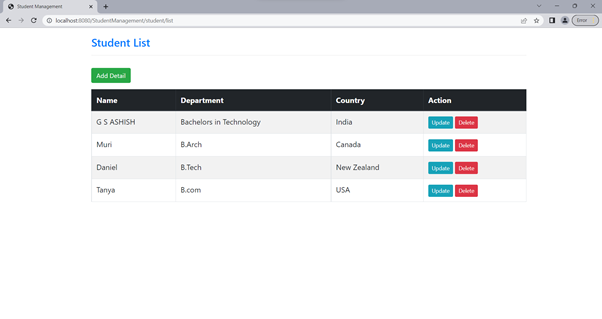 Student Management
localhost:8080/StudentManagement/student/list
Error
Student List
Add Detail
Name Department Country Action
G S ASHISH Bachelors in Technology India Update Delete
Muri B.Arch Canada Update Delete
Daniel B.Tech New Zealand Update Delete
Tanya B.com USA Update Delete